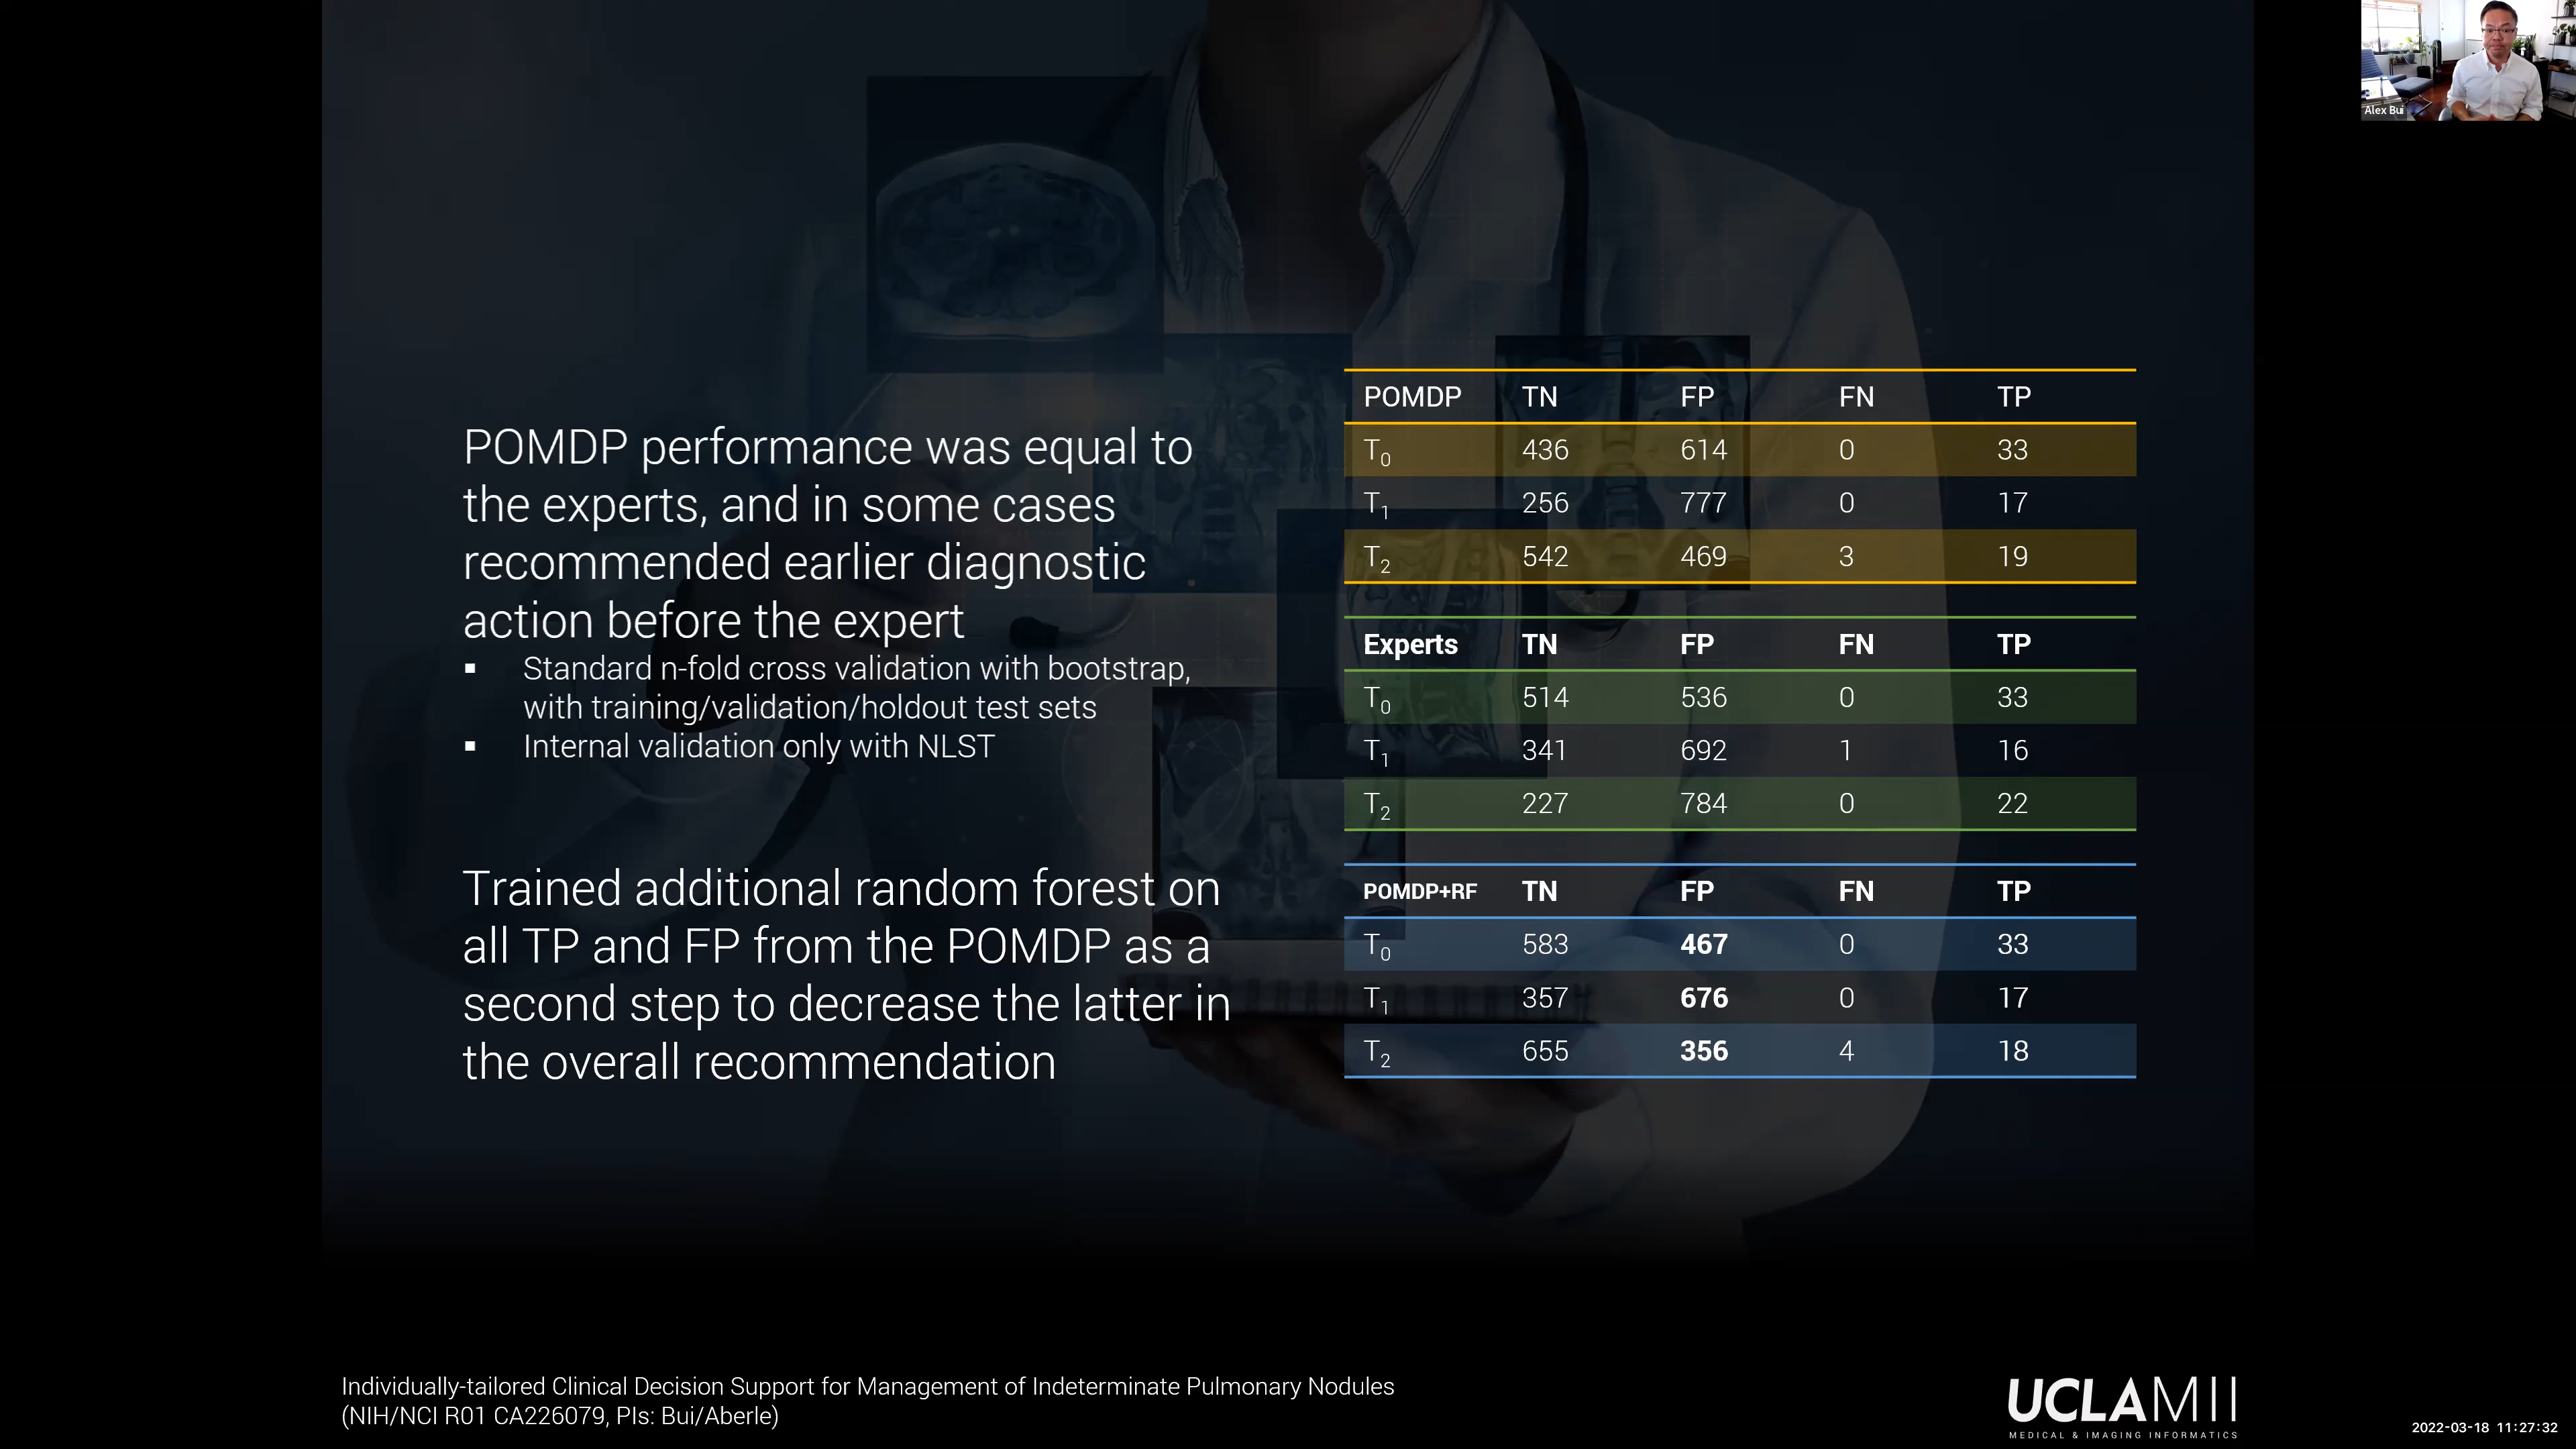 Alex Bui
POMDP performance was equal to
the experts, and in some cases
recommended earlier diagnostic
action before the expert
▪ Standard n-fold cross validation with bootstrap,
with training/validation/holdout test sets
▪ Internal validation only with NLST
Trained additional random forest on
all TP and FP from the POMDP as a
second step to decrease the latter in
the overall recommendation
POMDP TN FP FN TP
T0 436 614 0 33
T1 256 777 0 17
T2 542 469 3 19
Experts TN FP FN TP
T0 514 536 0 33
T1 341 692 1 16
T2 227 784 0 22
POMDP+RF TN FP FN TP
T0 583 467 0 33
T1 357 676 0 17
T2 655 356 4 18
Individually-tailored Clinical Decision Support for Management of Indeterminate Pulmonary Nodules
(NIH/NCI R01 CA226079, PIs: Bui/Aberle)
UCLAMII
MEDICAL & IMAGING INFORMATICS
2022-03-18 11:27:32